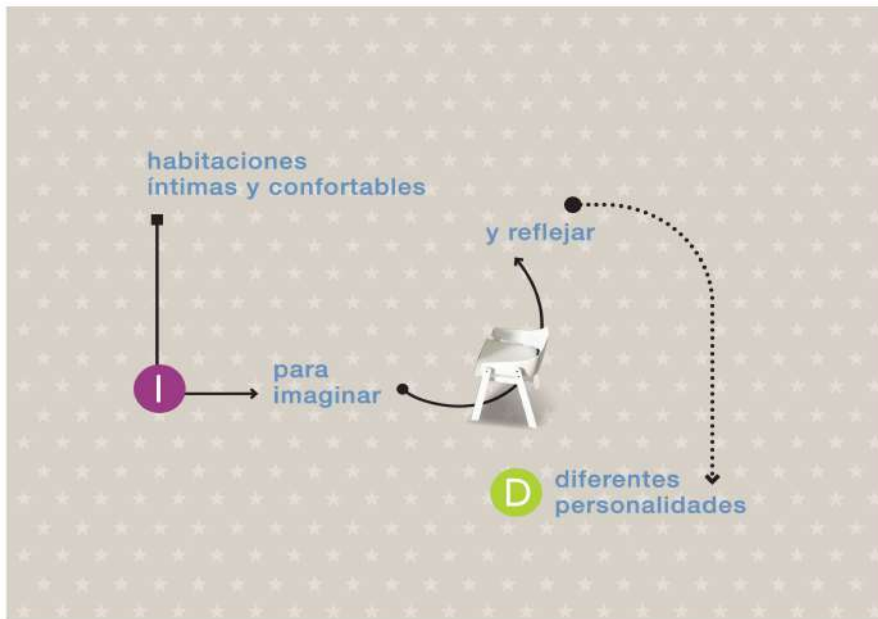 habitaciones
íntimas y confortables
I
para
imaginar
y reflejar
D
diferentes
personalidades